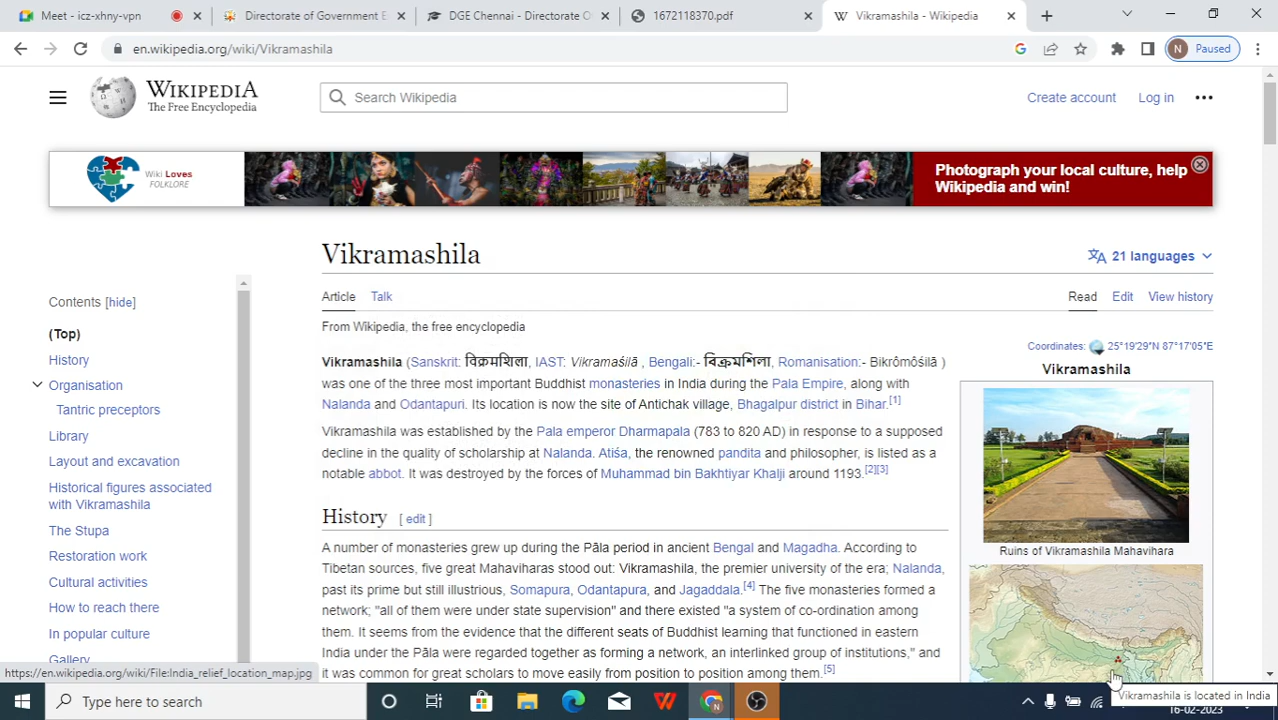 Meet - icz-xhny-vpn
Directorate of Government E
DGE Chennai - Directorate O
1672118370.pdf
Vikramashila - Wikipedia
en.wikipedia.org/wiki/Vikramashila
N Paused
WIKIPEDIA
The Free Encyclopedia
Search Wikipedia
Create account
Log in
Wiki Loves
FOLKLORE
Photograph your local culture, help
Wikipedia and win!
Vikramashila
21 languages
Contents [hide]
(Top)
History
Organisation
Tantric preceptors
Library
Layout and excavation
Historical figures associated
with Vikramashila
The Stupa
Restoration work
Cultural activities
How to reach there
In popular culture
Gallery
Article Talk
Read Edit View history
From Wikipedia, the free encyclopedia
Coordinates: 25°19′29″N 87°17′05″E
Vikramashila (Sanskrit: विक्रमशिला, IAST: Vikramaśilā , Bengali:- বিক্রমশিলা, Romanisation:- Bikrômôśilā )
was one of the three most important Buddhist monasteries in India during the Pala Empire, along with
Nalanda and Odantapuri. Its location is now the site of Antichak village, Bhagalpur district in Bihar.[1]
Vikramashila was established by the Pala emperor Dharmapala (783 to 820 AD) in response to a supposed
decline in the quality of scholarship at Nalanda. Atiśa, the renowned pandita and philosopher, is listed as a
notable abbot. It was destroyed by the forces of Muhammad bin Bakhtiyar Khalji around 1193.[2][3]
History [ edit ]
A number of monasteries grew up during the Pāla period in ancient Bengal and Magadha. According to
Tibetan sources, five great Mahaviharas stood out: Vikramashila, the premier university of the era; Nalanda,
past its prime but still illustrious, Somapura, Odantapura, and Jagaddala.[4] The five monasteries formed a
network; "all of them were under state supervision" and there existed "a system of co-ordination among
them. It seems from the evidence that the different seats of Buddhist learning that functioned in eastern
India under the Pāla were regarded together as forming a network, an interlinked group of institutions," and
it was common for great scholars to move easily from position to position among them.[5]
Vikramashila
Ruins of Vikramashila Mahavihara
https://en.wikipedia.org/wiki/File:India_relief_location_map.jpg
Vikramashila is located in India
Type here to search
16-02-2023